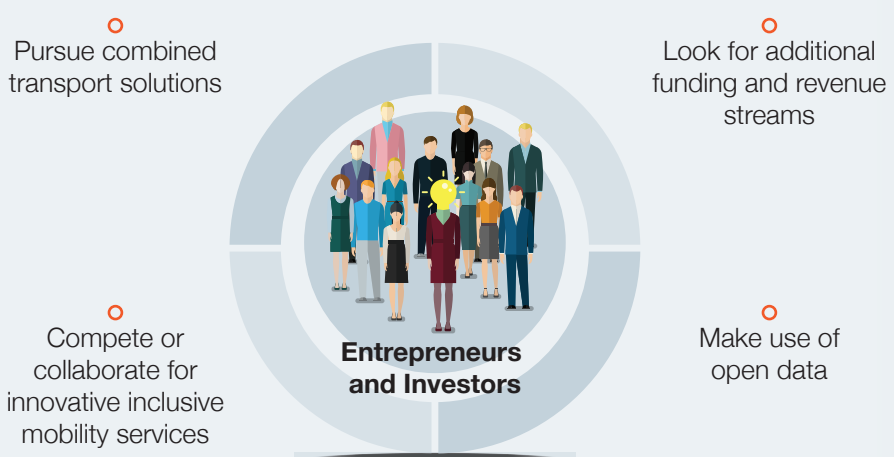 Pursue combined
transport solutions
Look for additional
funding and revenue
streams
Compete or
collaborate for
innovative inclusive
mobility services
Entrepreneurs
and Investors
Make use of
open data